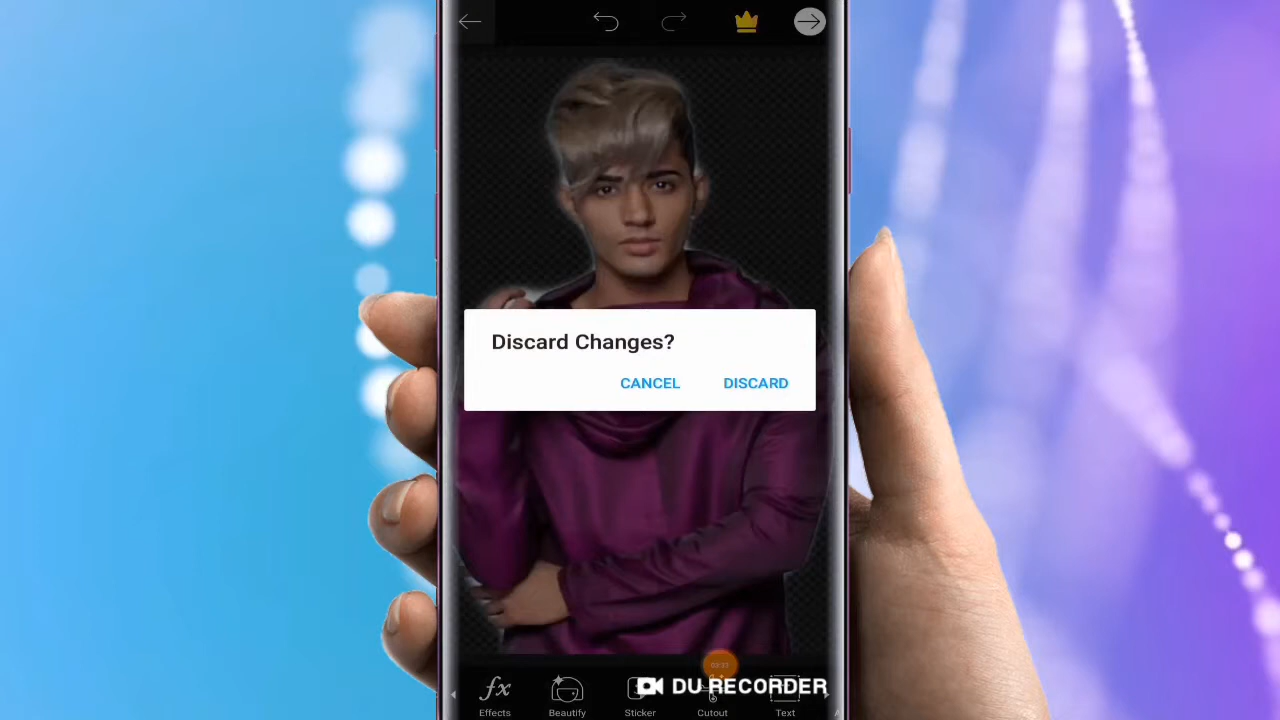 Discard Changes?
CANCEL DISCARD
DU RECORDER
Effects Beautify Sticker Cutout Text